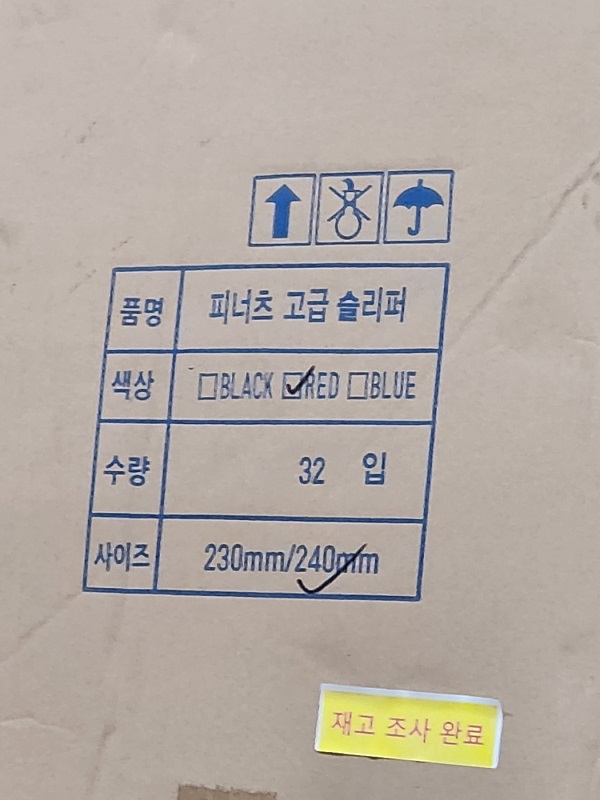 품명 피너츠 고급 슬리퍼
색상 □BLACK ☑RED □BLUE
수량 32 입
사이즈 230mm/240mm
재고 조사 완료